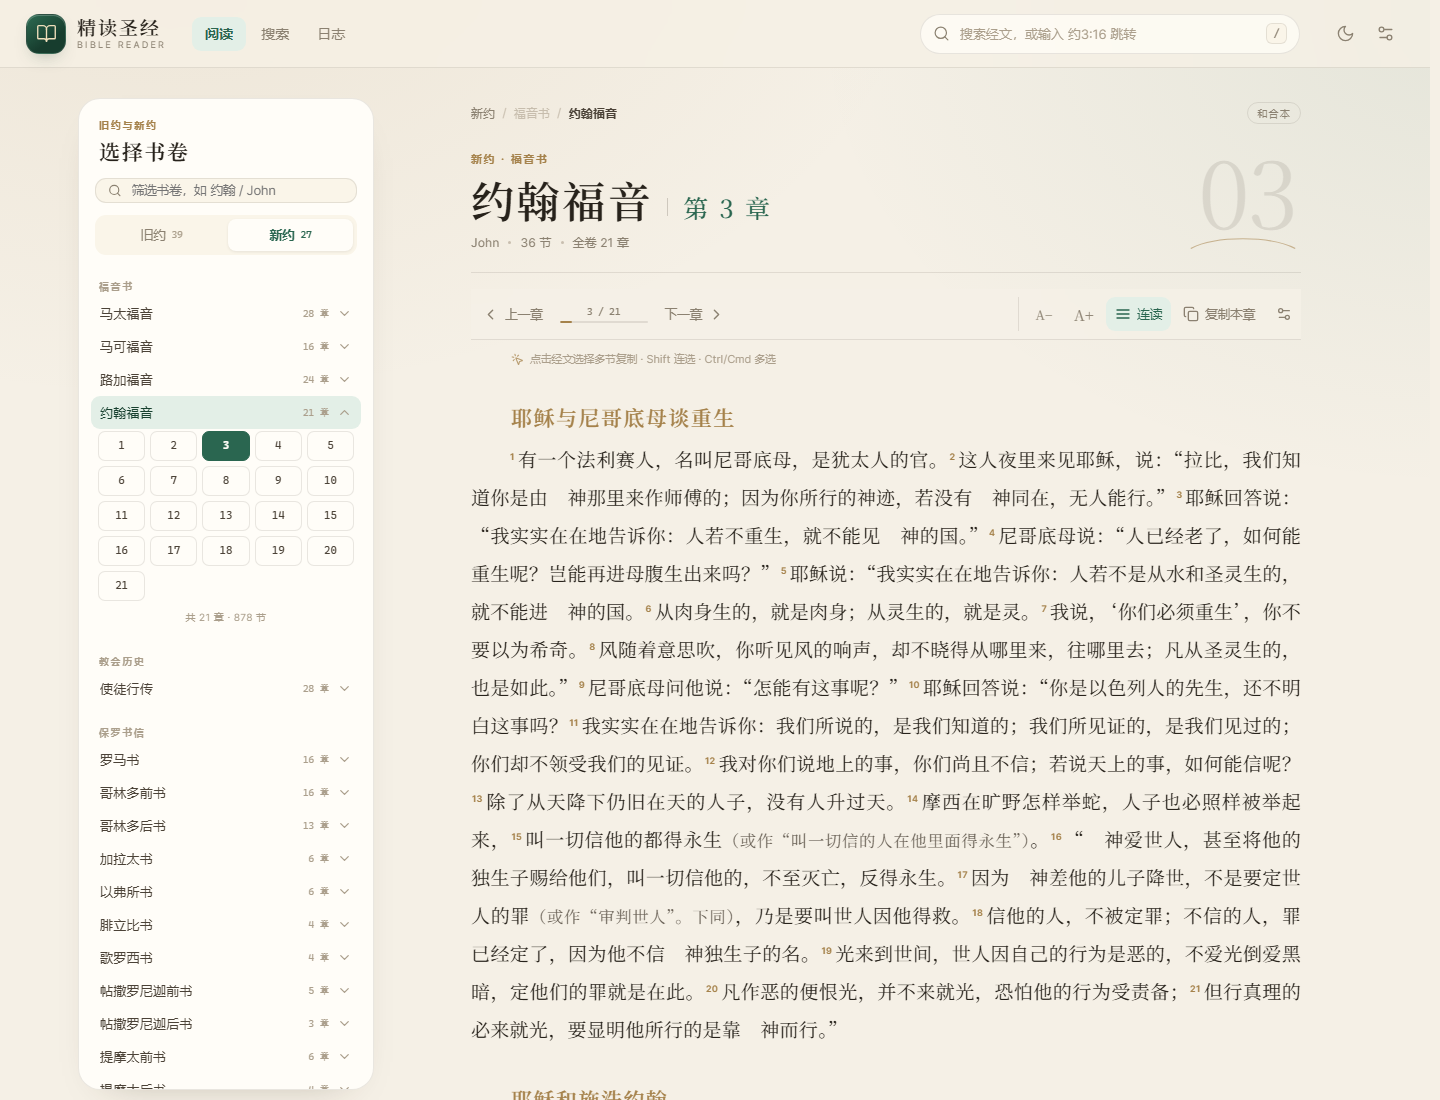 精读圣经
BIBLE READER
阅读 搜索 日志
搜索经文，或输入 约3:16 跳转 /
旧约与新约
选择书卷
筛选书卷，如 约翰 / John
旧约 39 新约 27
福音书
马太福音 28 章
马可福音 16 章
路加福音 24 章
约翰福音 21 章
1 2 3 4 5
6 7 8 9 10
11 12 13 14 15
16 17 18 19 20
21
共 21 章 · 878 节
教会历史
使徒行传 28 章
保罗书信
罗马书 16 章
哥林多前书 16 章
哥林多后书 13 章
加拉太书 6 章
以弗所书 6 章
腓立比书 4 章
歌罗西书 4 章
帖撒罗尼迦前书 5 章
帖撒罗尼迦后书 3 章
提摩太前书 6 章
新约 / 福音书 / 约翰福音
和合本
新约 · 福音书
约翰福音 第 3 章
03
John • 36 节 • 全卷 21 章
上一章 3 / 21 下一章
A− A+ 连读 复制本章
点击经文选择多节复制 · Shift 连选 · Ctrl/Cmd 多选
耶稣与尼哥底母谈重生
1 有一个法利赛人，名叫尼哥底母，是犹太人的官。2 这人夜里来见耶稣，说：“拉比，我们知
道你是由　神那里来作师傅的；因为你所行的神迹，若没有　神同在，无人能行。”3 耶稣回答说：
“我实实在在地告诉你：人若不重生，就不能见　神的国。”4 尼哥底母说：“人已经老了，如何能
重生呢？岂能再进母腹生出来吗？”5 耶稣说：“我实实在在地告诉你：人若不是从水和圣灵生的，
就不能进　神的国。6 从肉身生的，就是肉身；从灵生的，就是灵。7 我说，‘你们必须重生’，你不
要以为希奇。8 风随着意思吹，你听见风的响声，却不晓得从哪里来，往哪里去；凡从圣灵生的，
也是如此。”9 尼哥底母问他说：“怎能有这事呢？”10 耶稣回答说：“你是以色列人的先生，还不明
白这事吗？11 我实实在在地告诉你：我们所说的，是我们知道的；我们所见证的，是我们见过的；
你们却不领受我们的见证。12 我对你们说地上的事，你们尚且不信；若说天上的事，如何能信呢？
13 除了从天降下仍旧在天的人子，没有人升过天。14 摩西在旷野怎样举蛇，人子也必照样被举起
来，15 叫一切信他的都得永生（或作“叫一切信的人在他里面得永生”）。16 “　神爱世人，甚至将他的
独生子赐给他们，叫一切信他的，不至灭亡，反得永生。17 因为　神差他的儿子降世，不是要定世
人的罪（或作“审判世人”。下同），乃是要叫世人因他得救。18 信他的人，不被定罪；不信的人，罪
已经定了，因为他不信　神独生子的名。19 光来到世间，世人因自己的行为是恶的，不爱光倒爱黑
暗，定他们的罪就是在此。20 凡作恶的便恨光，并不来就光，恐怕他的行为受责备；21 但行真理的
必来就光，要显明他所行的是靠　神而行。”